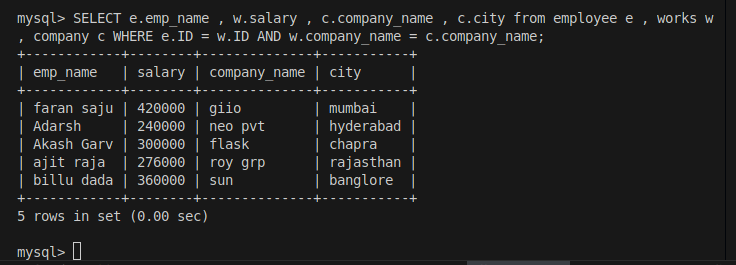 mysql> SELECT e.emp_name , w.salary , c.company_name , c.city from employee e , works w
, company c WHERE e.ID = w.ID AND w.company_name = c.company_name;
+------------+--------+--------------+-----------+
| emp_name   | salary | company_name | city      |
+------------+--------+--------------+-----------+
| faran saju | 420000 | giio         | mumbai    |
| Adarsh     | 240000 | neo pvt      | hyderabad |
| Akash Garv | 300000 | flask        | chapra    |
| ajit raja  | 276000 | roy grp      | rajasthan |
| billu dada | 360000 | sun          | banglore  |
+------------+--------+--------------+-----------+
5 rows in set (0.00 sec)
mysql>